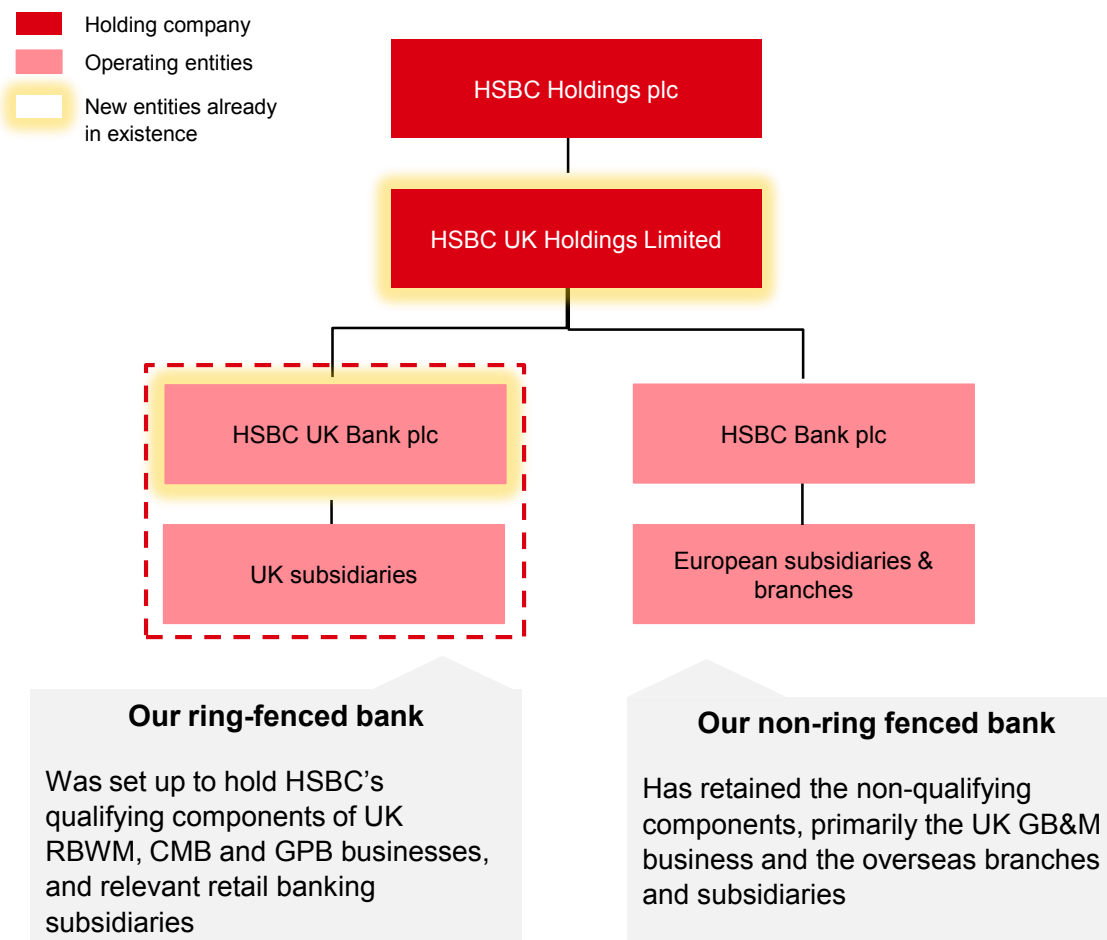 Holding company
Operating entities
New entities already
in existence
HSBC Holdings plc
HSBC UK Holdings Limited
HSBC UK Bank plc
HSBC Bank plc
UK subsidiaries
European subsidiaries &
branches
Our ring-fenced bank
Was set up to hold HSBC’s
qualifying components of UK
RBWM, CMB and GPB businesses,
and relevant retail banking
subsidiaries
Our non-ring fenced bank
Has retained the non-qualifying
components, primarily the UK GB&M
business and the overseas branches
and subsidiaries